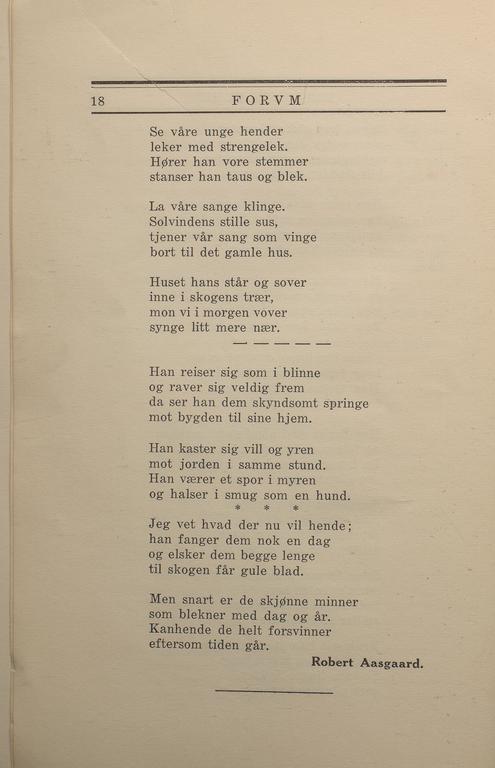 18
FORVM
Se våre unge hender
leker med strengelek.
Hører han vore stemmer
stanser han taus og blek.
La våre sange klinge.
Solvindens stille sus,
tjener vår sang som vinge
bort til det gamle hus.
Huset hans står og sover
inne i skogens trær,
mon vi i morgen vover
synge litt mere nær.
— — — — —
Han reiser sig som i blinne
og raver sig veldig frem
da ser han dem skyndsomt springe
mot bygden til sine hjem.
Han kaster sig vill og yren
mot jorden i samme stund.
Han værer et spor i myren
og halser i smug som en hund.
* * *
Jeg vet hvad der nu vil hende;
han fanger dem nok en dag
og elsker dem begge lenge
til skogen får gule blad.
Men snart er de skjønne minner
som blekner med dag og år.
Kanhende de helt forsvinner
eftersom tiden går.
Robert Aasgaard.